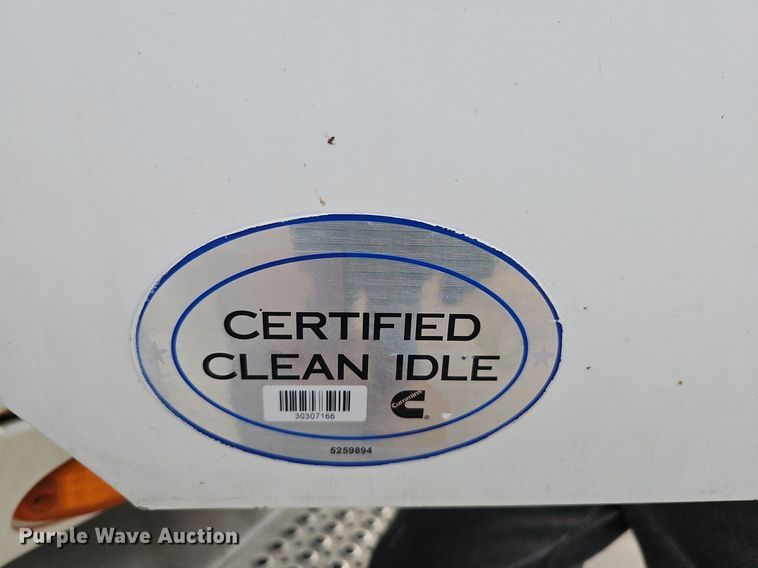 CERTIFIED
CLEAN IDLE
30307166
Cummins
®
5259894
Purple Wave Auction